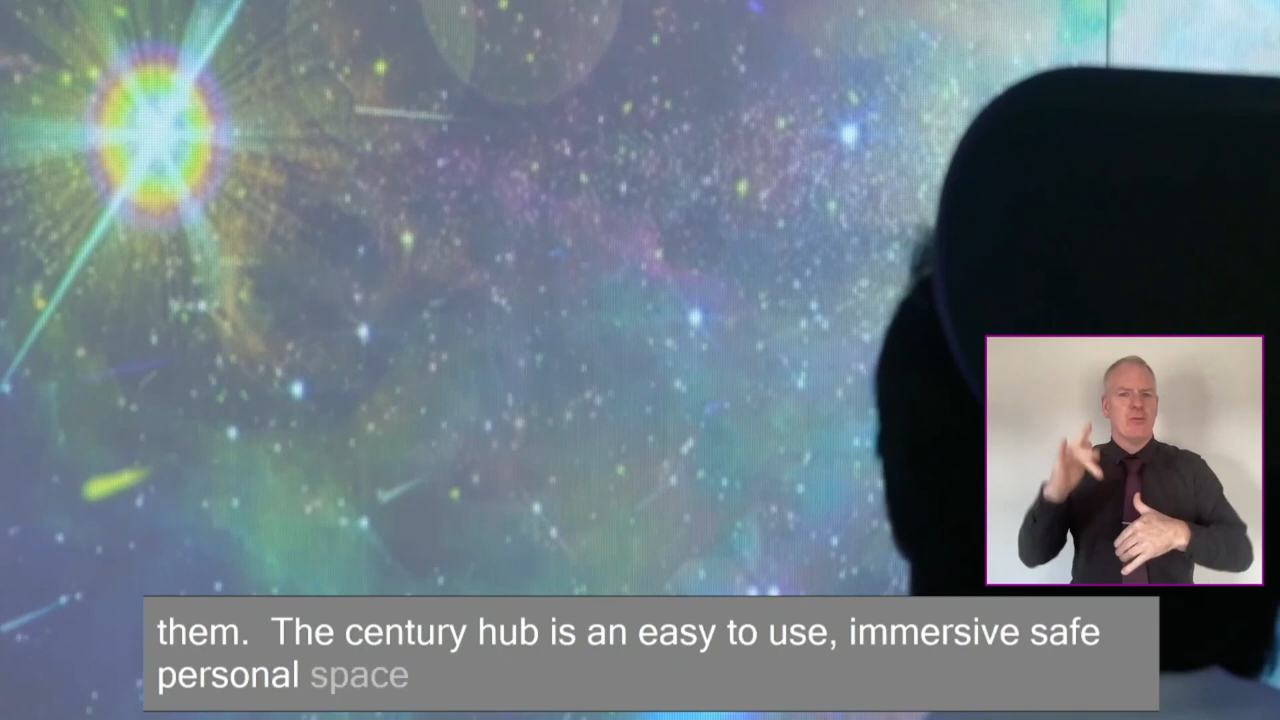 them.  The century hub is an easy to use, immersive safe
personal space